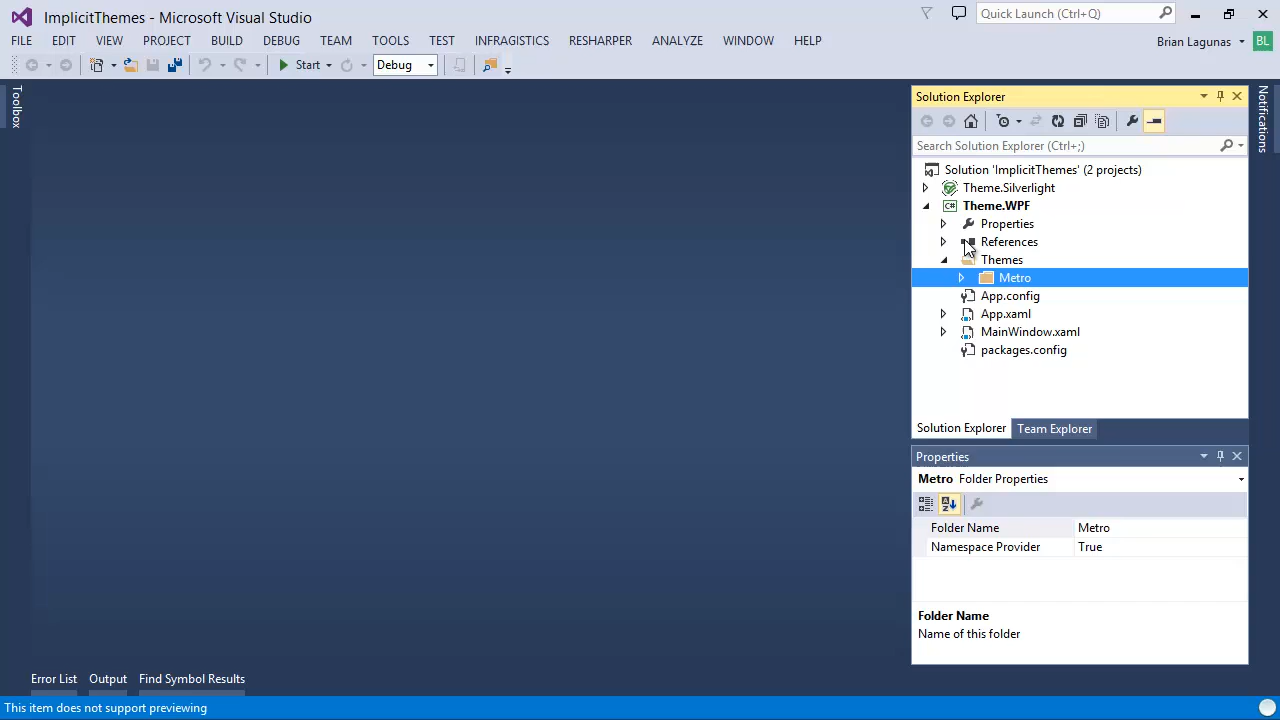 ImplicitThemes - Microsoft Visual Studio
Quick Launch (Ctrl+Q)
FILE EDIT VIEW PROJECT BUILD DEBUG TEAM TOOLS TEST INFRAGISTICS RESHARPER ANALYZE WINDOW HELP
Brian Lagunas BL
Start Debug
Toolbox
Solution Explorer
Notifications
Search Solution Explorer (Ctrl+;)
Solution 'ImplicitThemes' (2 projects)
Theme.Silverlight
C# Theme.WPF
Properties
References
Themes
Metro
App.config
App.xaml
MainWindow.xaml
packages.config
Solution Explorer Team Explorer
Properties
Metro Folder Properties
Folder Name Metro
Namespace Provider True
Folder Name
Name of this folder
Error List Output Find Symbol Results
This item does not support previewing